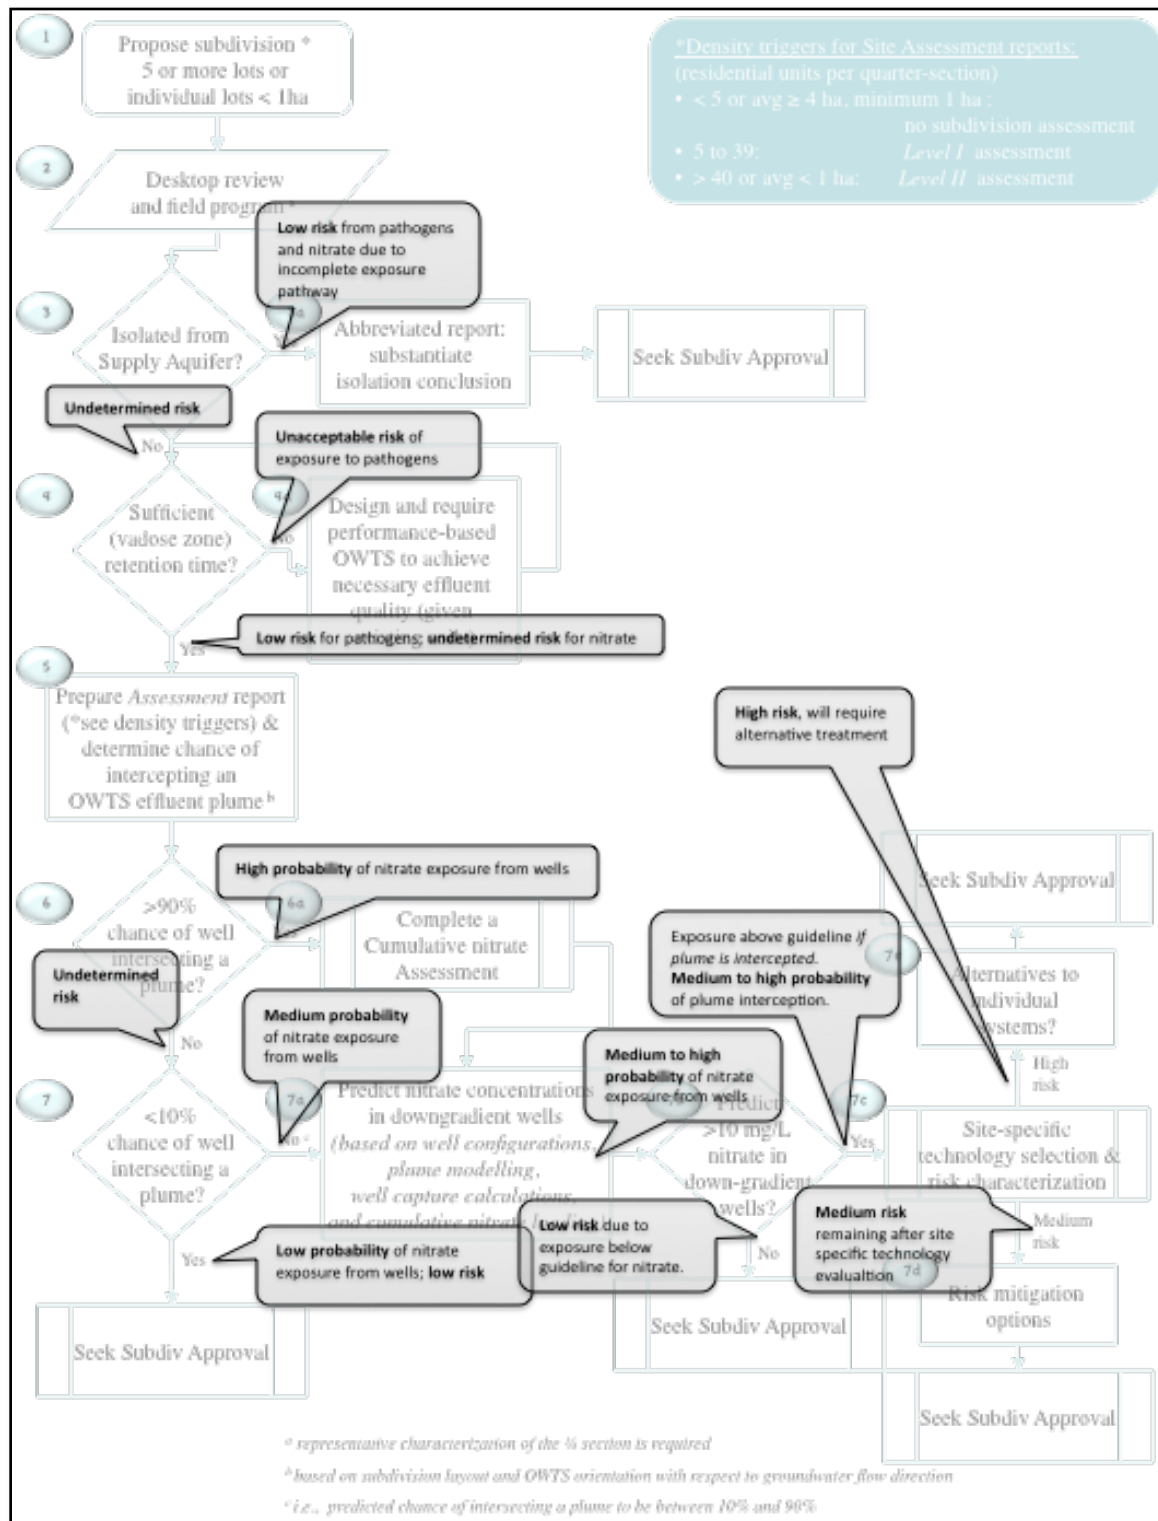 1
Propose subdivision *
5 or more lots or
individual lots < 1ha
*Density triggers for Site Assessment reports:
(residential units per quarter-section)
• < 5 or avg ≥ 4 ha, minimum 1 ha :
no subdivision assessment
• 5 to 39: Level I assessment
• > 40 or avg < 1 ha: Level II assessment
2
Desktop review
and field program
Low risk from pathogens
and nitrate due to
incomplete exposure
pathway
3
Isolated from
Supply Aquifer?
Abbreviated report:
substantiate
isolation conclusion
Seek Subdiv Approval
Undetermined risk
No
Unacceptable risk of
exposure to pathogens
4
Sufficient
(vadose zone)
retention time?
No
Design and require
performance-based
OWTS to achieve
necessary effluent
quality (given
Low risk for pathogens; undetermined risk for nitrate
Yes
5
Prepare Assessment report
(*see density triggers) &
determine chance of
intercepting an
OWTS effluent plume b
High risk, will require
alternative treatment
High probability of nitrate exposure from wells
6
>90%
chance of well
intersecting a
plume?
6a
Complete a
Cumulative nitrate
Assessment
Undetermined
risk
No
Exposure above guideline if
plume is intercepted.
Medium to high probability
of plume interception.
Seek Subdiv Approval
Alternatives to
individual
systems?
High
risk
Medium probability
of nitrate exposure
from wells
Medium to high
probability of nitrate
exposure from wells
7
<10%
chance of well
intersecting a
plume?
7a
No c
Predict nitrate concentrations
in downgradient wells
(based on well configurations,
plume modelling,
well capture calculations,
and cumulative nitrate
Predict
>10 mg/L
nitrate in
down-gradient
wells?
7c
Yes
Site-specific
technology selection &
risk characterization
Medium
risk
Yes
Low probability of nitrate
exposure from wells; low risk
Low risk due to
exposure below
guideline for nitrate.
No
Medium risk
remaining after site
specific technology
evalualtion
7d
Risk mitigation
options
Seek Subdiv Approval
Seek Subdiv Approval
Seek Subdiv Approval
a representative characterization of the ¼ section is required
b based on subdivision layout and OWTS orientation with respect to groundwater flow direction
c i.e., predicted chance of intersecting a plume to be between 10% and 90%